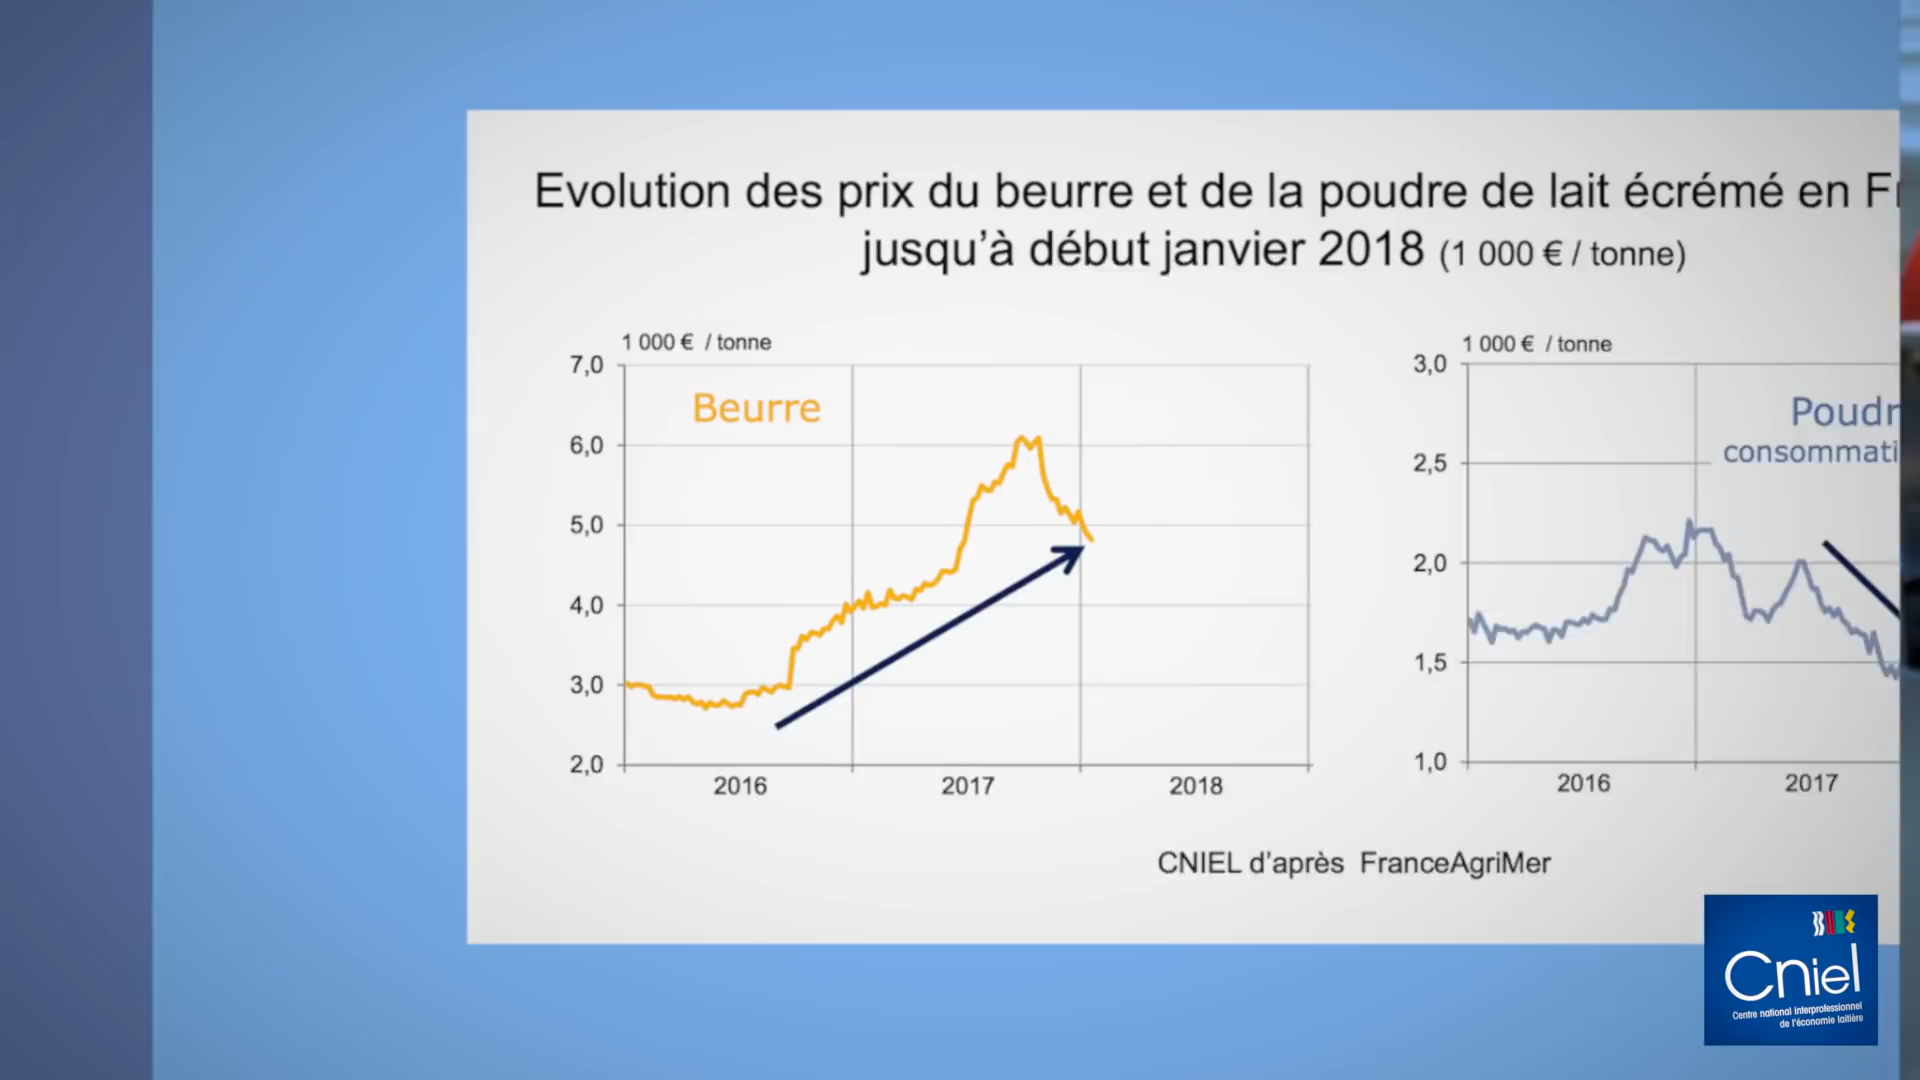 Evolution des prix du beurre et de la poudre de lait écrémé en
jusqu'à début janvier 2018 (1 000 € / tonne)
1 000 € / tonne
7,0
Beurre
6,0
5,0
4,0
3,0
2,0
2016
2017
2018
1 000 € / tonne
3,0
Poudr
consommati
2,5
2,0
1,5
1,0
2016
2017
CNIEL d'après FranceAgriMer
Cniel
Centre national interprofessionnel
de l'économie laitière